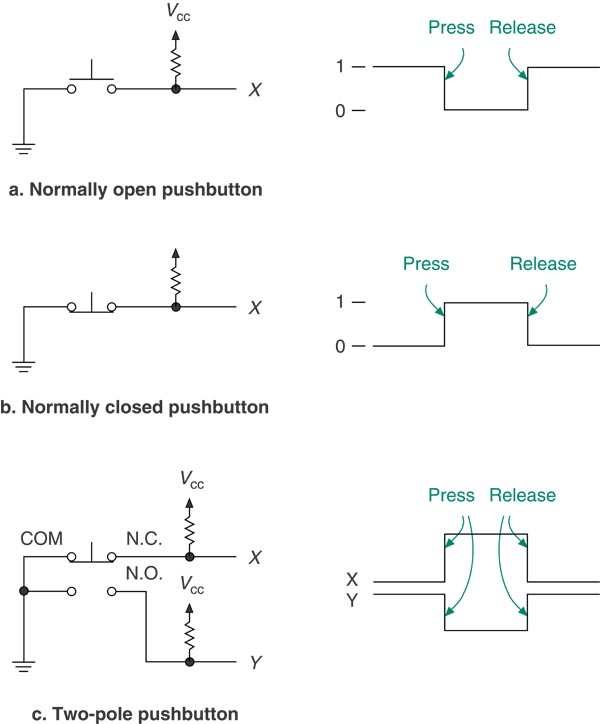 Vcc
Press Release
X
1
0
a. Normally open pushbutton
Press Release
X
1
0
b. Normally closed pushbutton
Vcc
Press Release
COM N.C.
X
N.O.
Vcc
X
Y
Y
c. Two-pole pushbutton